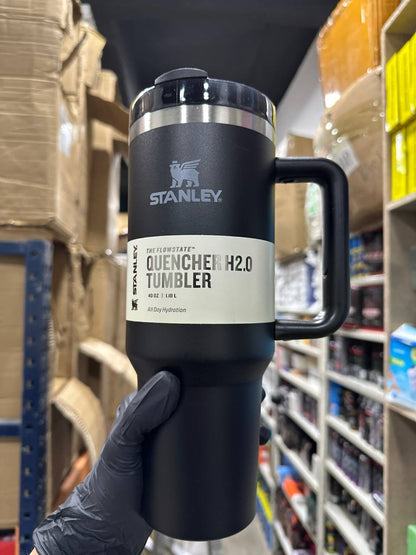 STANLEY
STANLEY
THE FLOWSTATE™
QUENCHER H2.0
TUMBLER
40 OZ | 1.18 L
All Day Hydration